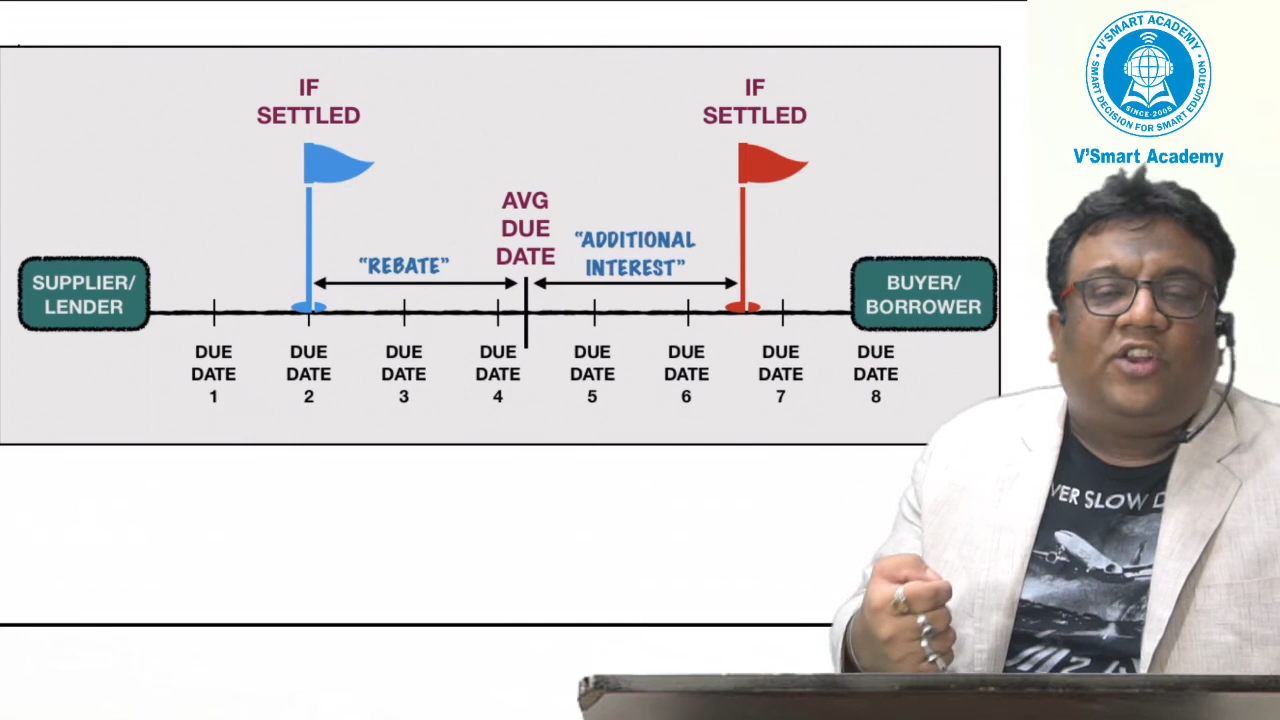 IF
SETTLED
IF
SETTLED
AVG
DUE
DATE
“REBATE”
“ADDITIONAL
INTEREST”
SUPPLIER/
LENDER
BUYER/
BORROWER
DUE
DATE
1
DUE
DATE
2
DUE
DATE
3
DUE
DATE
4
DUE
DATE
5
DUE
DATE
6
DUE
DATE
7
DUE
DATE
8
V'SMART ACADEMY
SMART DECISION FOR SMART EDUCATION
SINCE-2005
V'Smart Academy
VER SLOW D